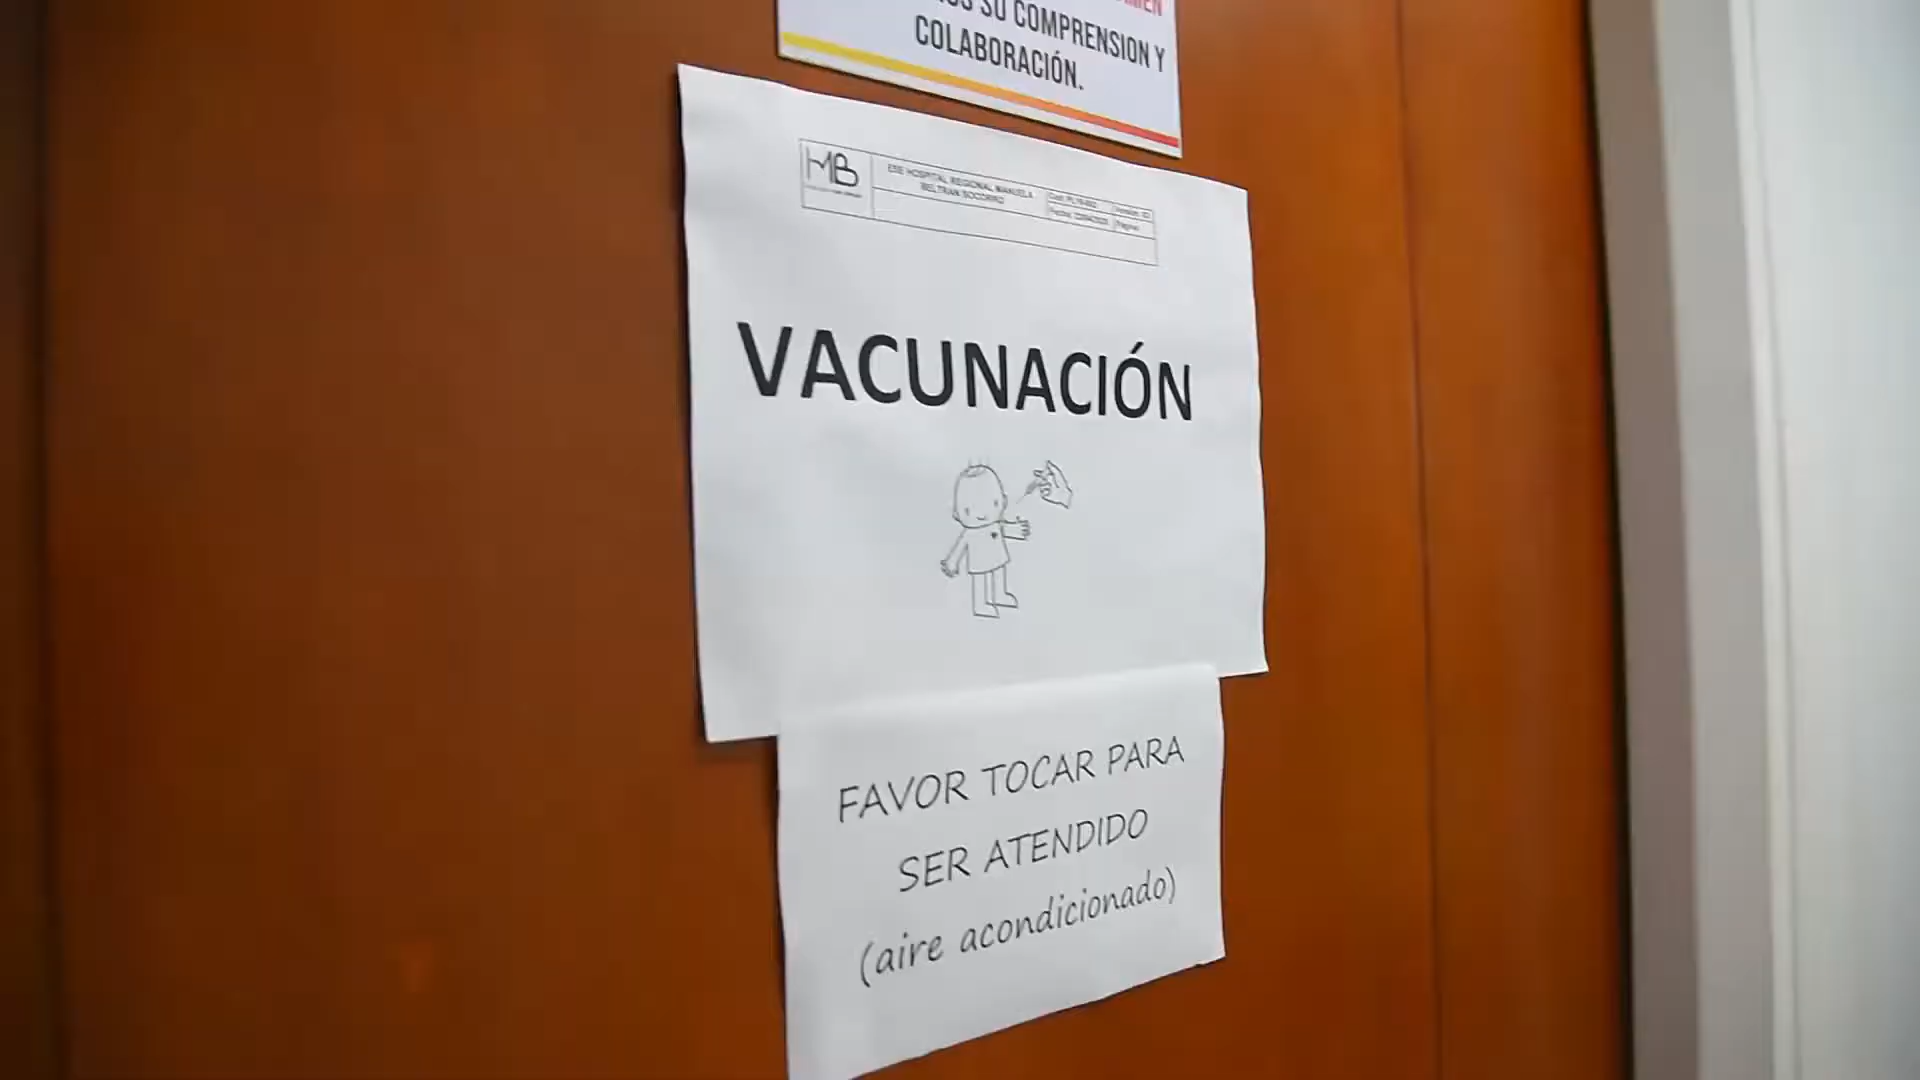 SU COMPRENSION Y
COLABORACIÓN.
MB
ESE HOSPITAL REGIONAL MANUELA
BELTRAN SOCORRO
VACUNACIÓN
FAVOR TOCAR PARA
SER ATENDIDO
(aire acondicionado)